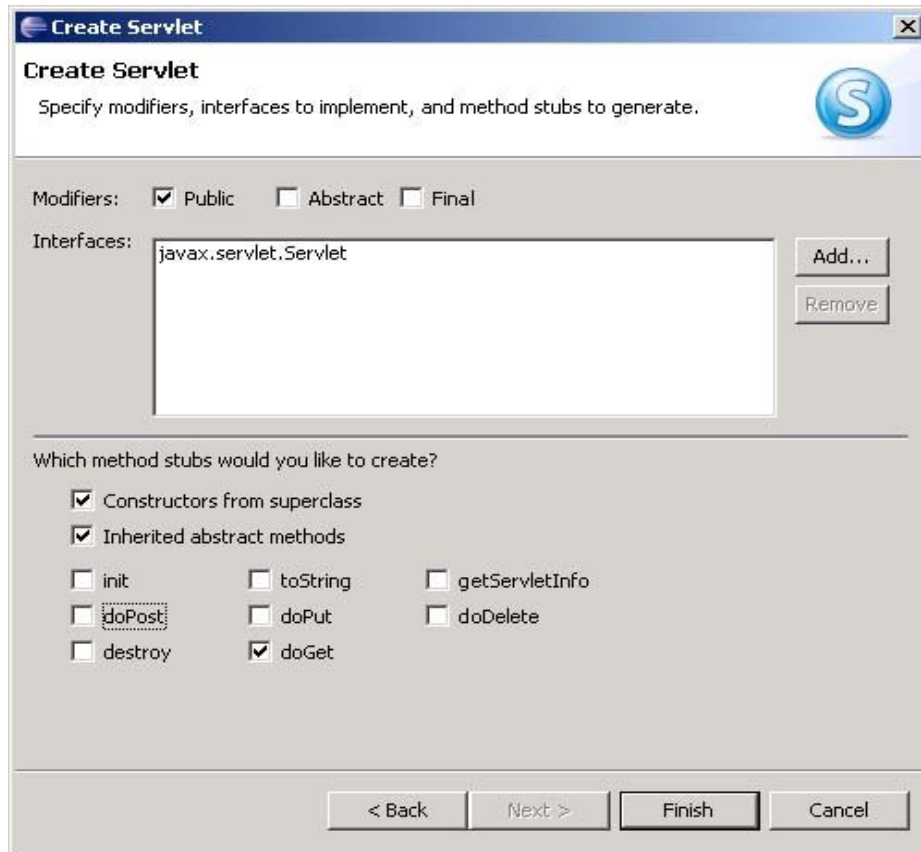 Create Servlet
Create Servlet
Specify modifiers, interfaces to implement, and method stubs to generate.
S
Modifiers: Public Abstract Final
Interfaces: javax.servlet.Servlet Add...
Remove
Which method stubs would you like to create?
Constructors from superclass
Inherited abstract methods
init toString getServletInfo
doPost doPut doDelete
destroy doGet
< Back Next > Finish Cancel